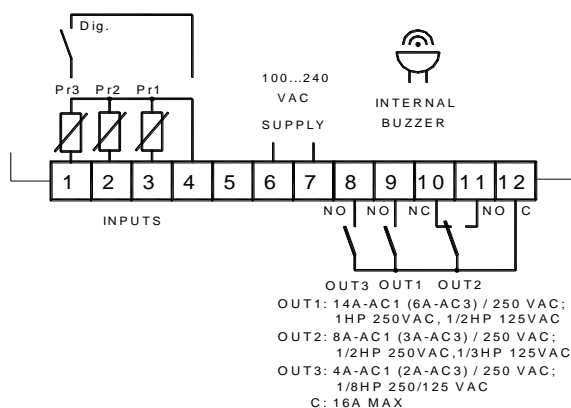 Dig.
Pr3 Pr2 Pr1
100...240
VAC
SUPPLY
INTERNAL
BUZZER
1 2 3 4 5 6 7 8 9 10 11 12
INPUTS
NO NO NC NO C
OUT3 OUT1 OUT2
OUT1: 14A-AC1 (6A-AC3) / 250 VAC;
1HP 250VAC, 1/2HP 125VAC
OUT2: 8A-AC1 (3A-AC3) / 250 VAC;
1/2HP 250VAC,1/3HP 125VAC
OUT3: 4A-AC1 (2A-AC3) / 250 VAC;
1/8HP 250/125 VAC
C: 16A MAX